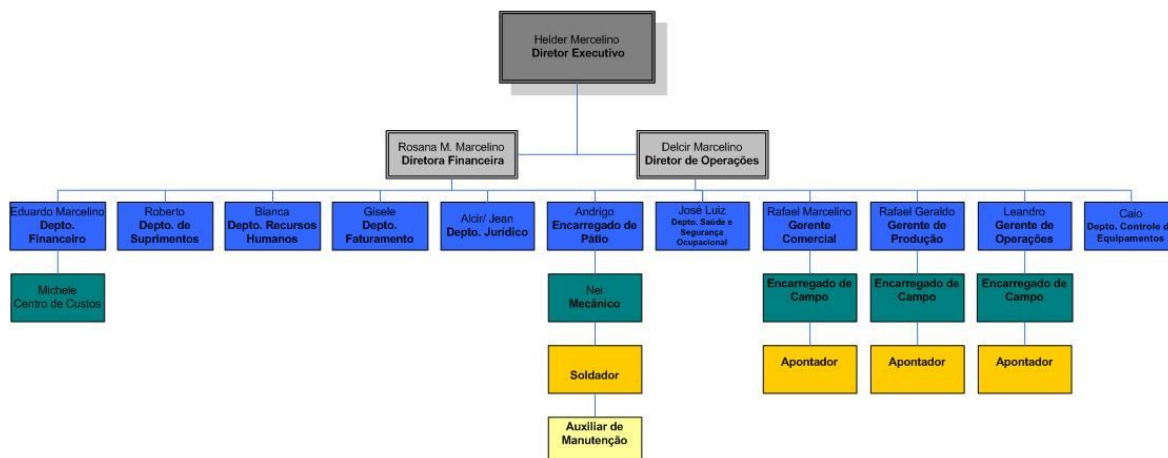 Helder Mercelino
Diretor Executivo
Rosana M. Marcelino
Diretora Financeira
Delcir Marcelino
Diretor de Operações
Eduardo Marcelino
Depto.
Financeiro
Roberto
Depto. de
Suprimentos
Bianca
Depto. Recursos
Humanos
Gisele
Depto.
Faturamento
Alcir/ Jean
Depto. Jurídico
Andrigo
Encarregado de
Pátio
José Luiz
Depto. Saúde e
Segurança
Ocupacional
Rafael Marcelino
Gerente
Comercial
Rafael Geraldo
Gerente de
Produção
Leandro
Gerente de
Operações
Caio
Depto. Controle d
Equipamentos
Michele
Centro de Custos
Nei
Mecânico
Encarregado de
Campo
Encarregado de
Campo
Encarregado de
Campo
Soldador
Apontador
Apontador
Apontador
Auxiliar de
Manutenção